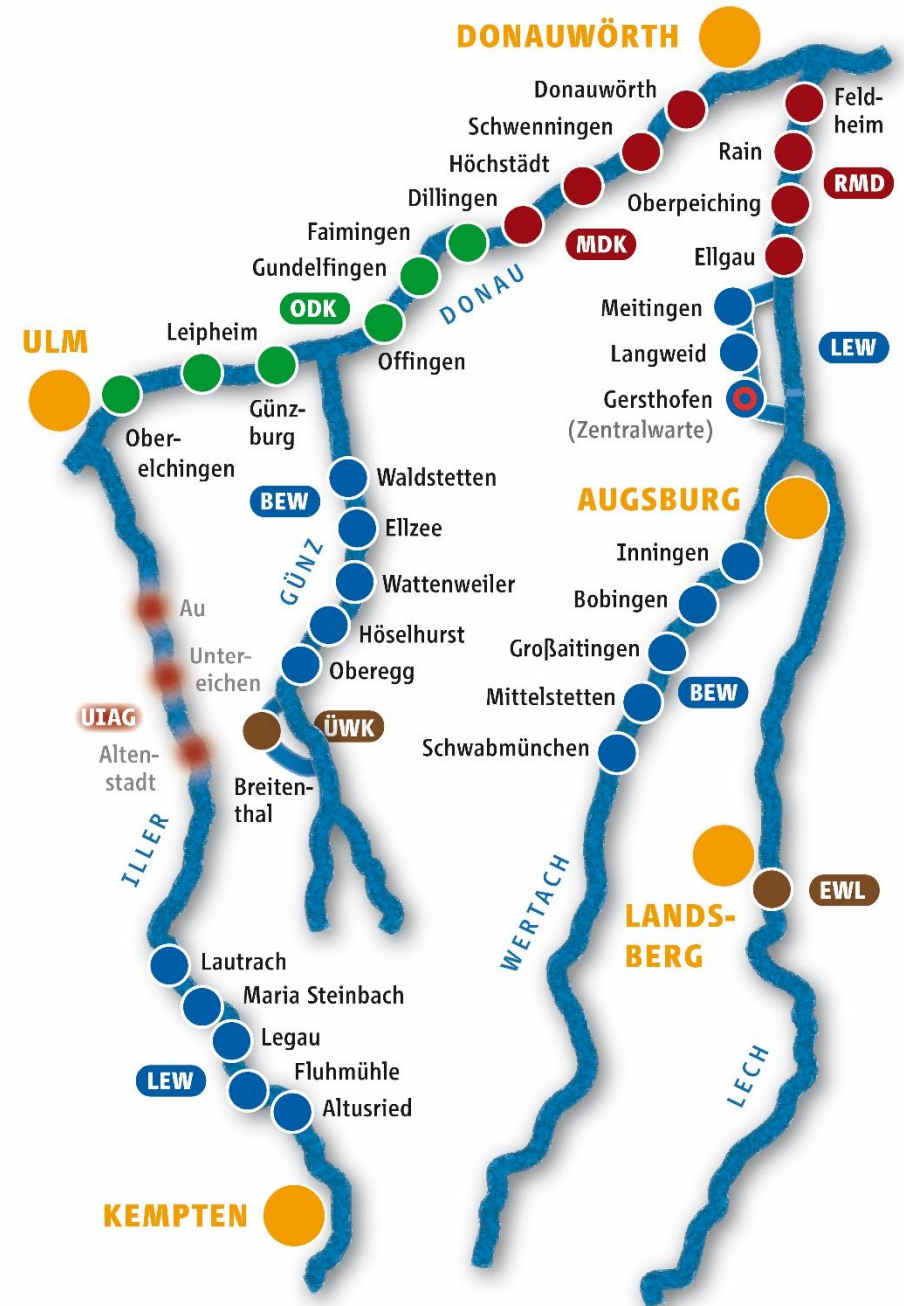 DONAUWÖRTH
Donauwörth
Schwenningen
Höchstädt
Dillingen
Faimingen
Gundelfingen
MDK
DONAU
ODK
Leipheim
Offingen
ULM
Günz-
burg
Ober-
elchingen
Feld-
heim
Rain
RMD
Oberpeiching
Ellgau
Meitingen
LEW
Langweid
Gersthofen
(Zentralwarte)
AUGSBURG
Waldstetten
BEW
Ellzee
GÜNZ
Wattenweiler
Höselhurst
Oberegg
ÜWK
Breiten-
thal
Inningen
Bobingen
Großaitingen
Mittelstetten
BEW
Schwabmünchen
Au
Unter-
eichen
UIAG
Alten-
stadt
ILLER
WERTACH
LANDS-
BERG
EWL
LECH
Lautrach
Maria Steinbach
Legau
Fluhmühle
LEW
Altusried
KEMPTEN